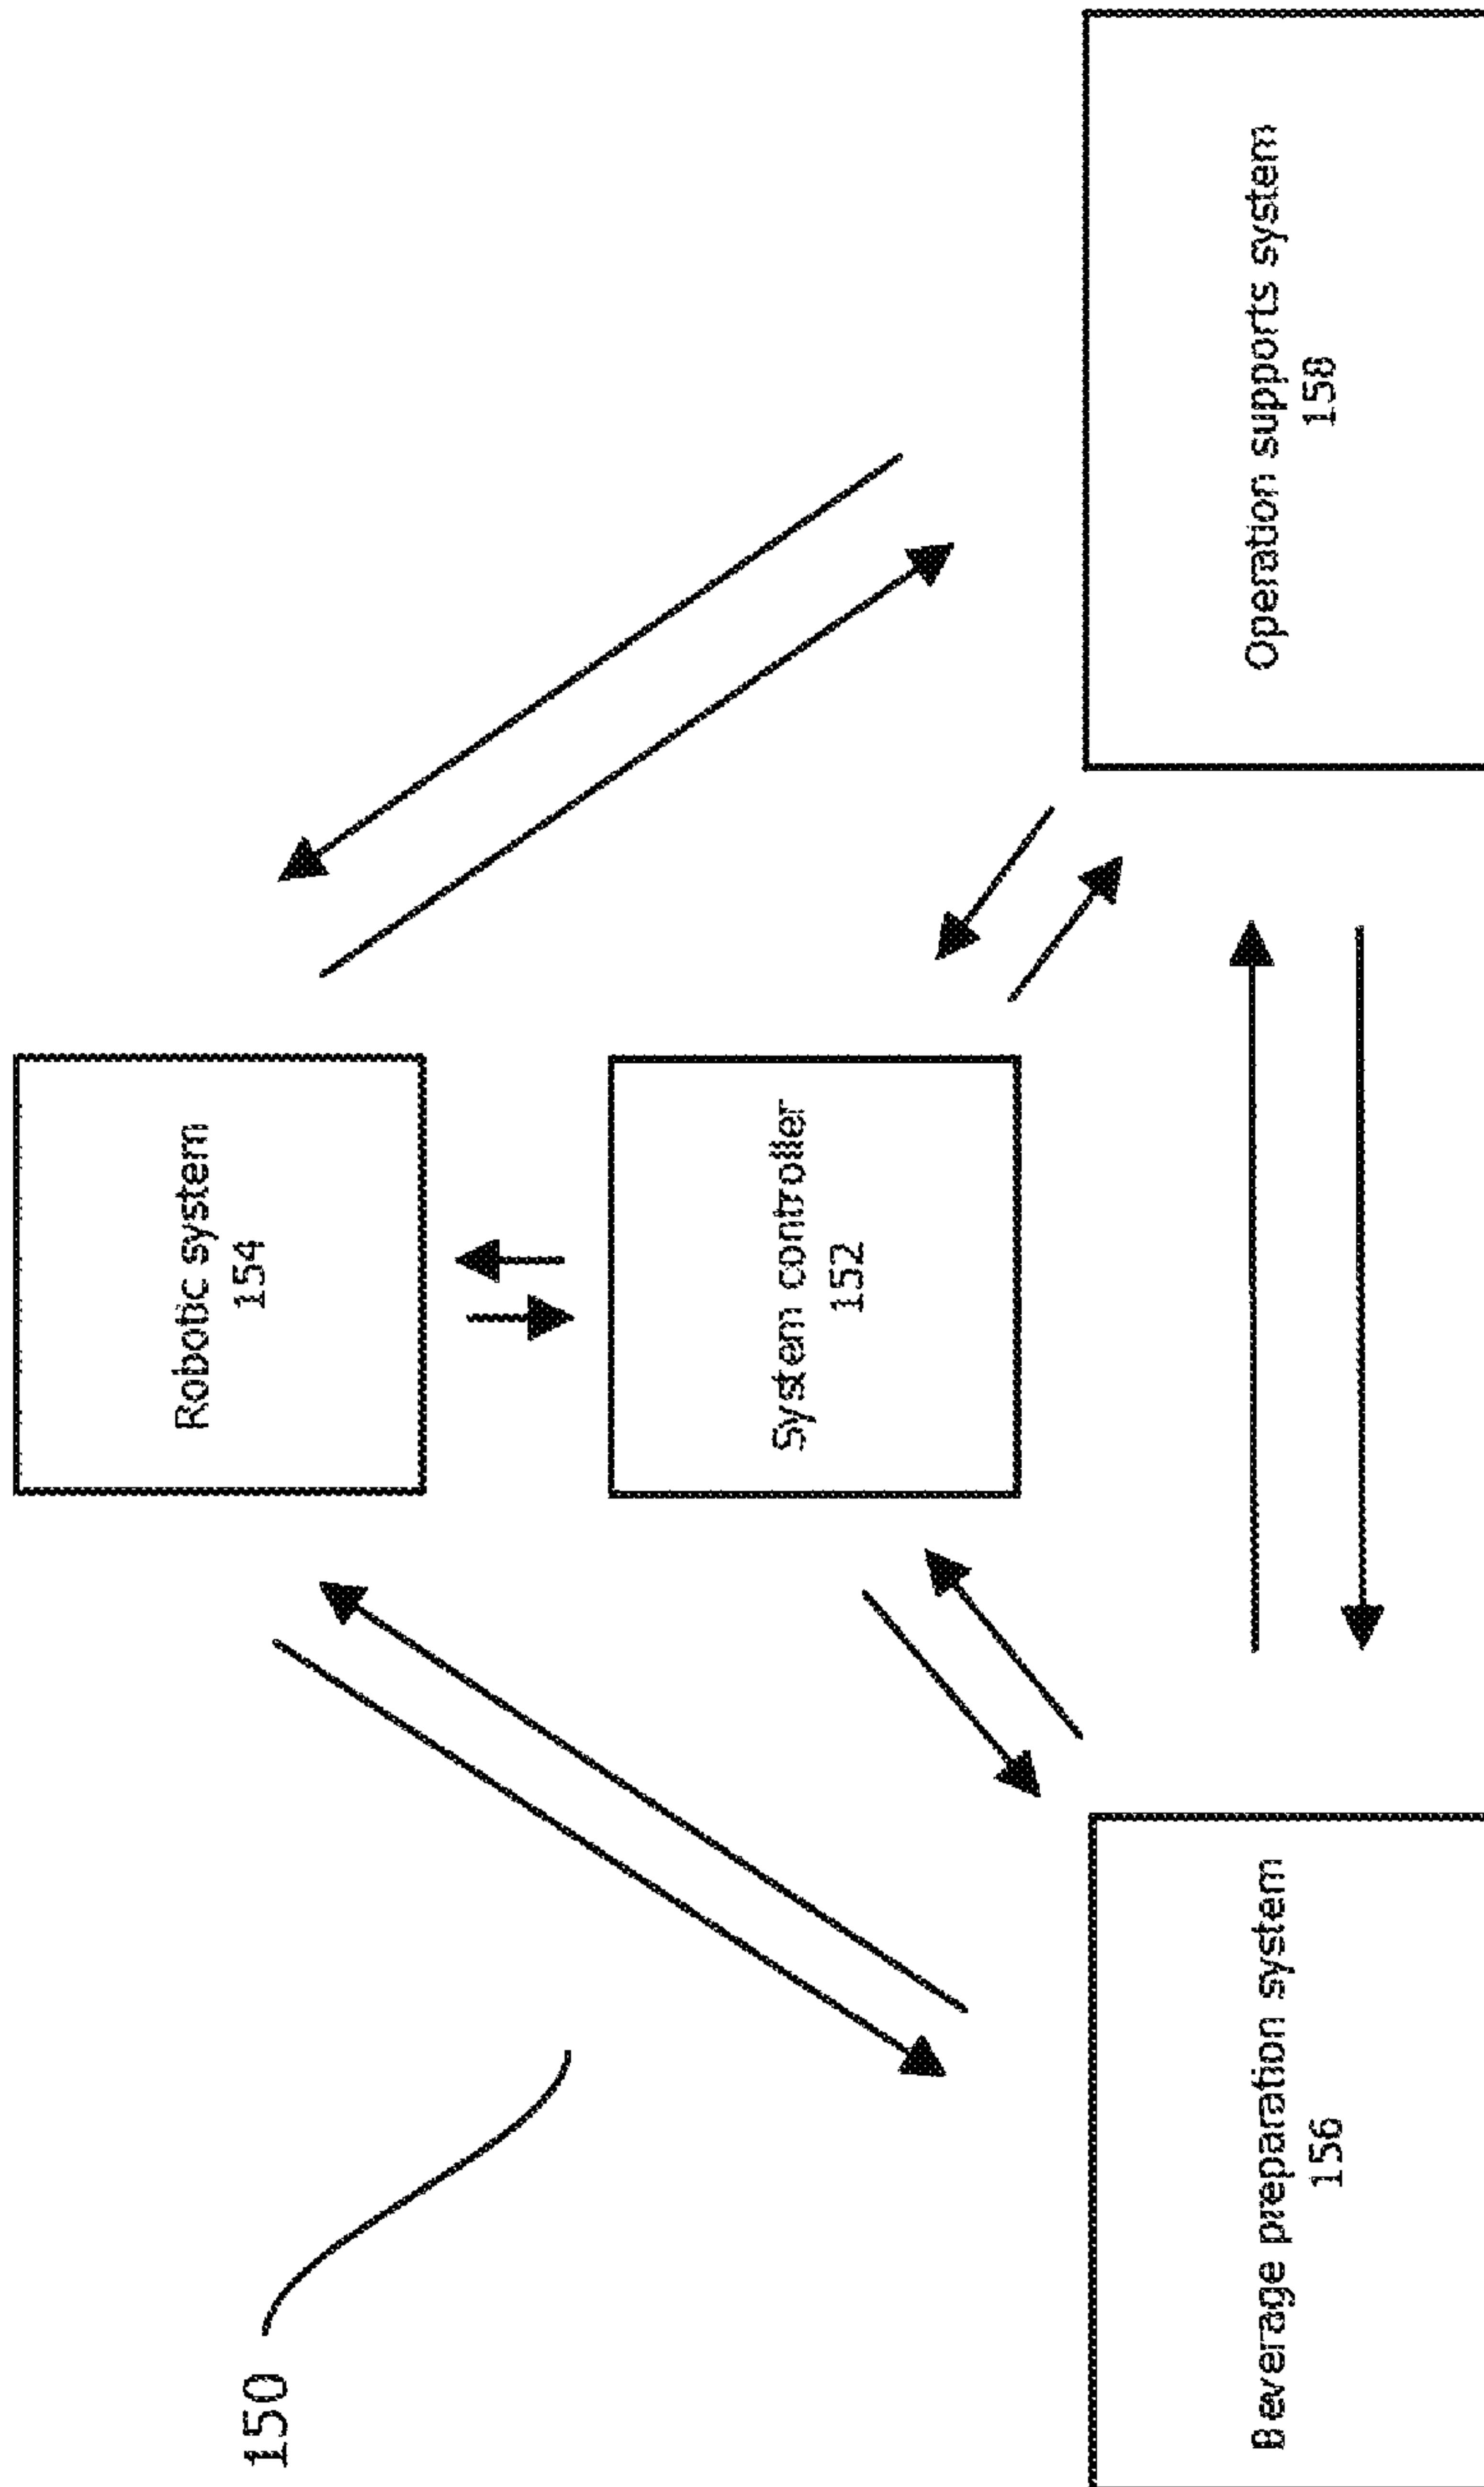 150
Robotic system
154
System controller
152
Beverage preparation system
156
Operation supports system
158